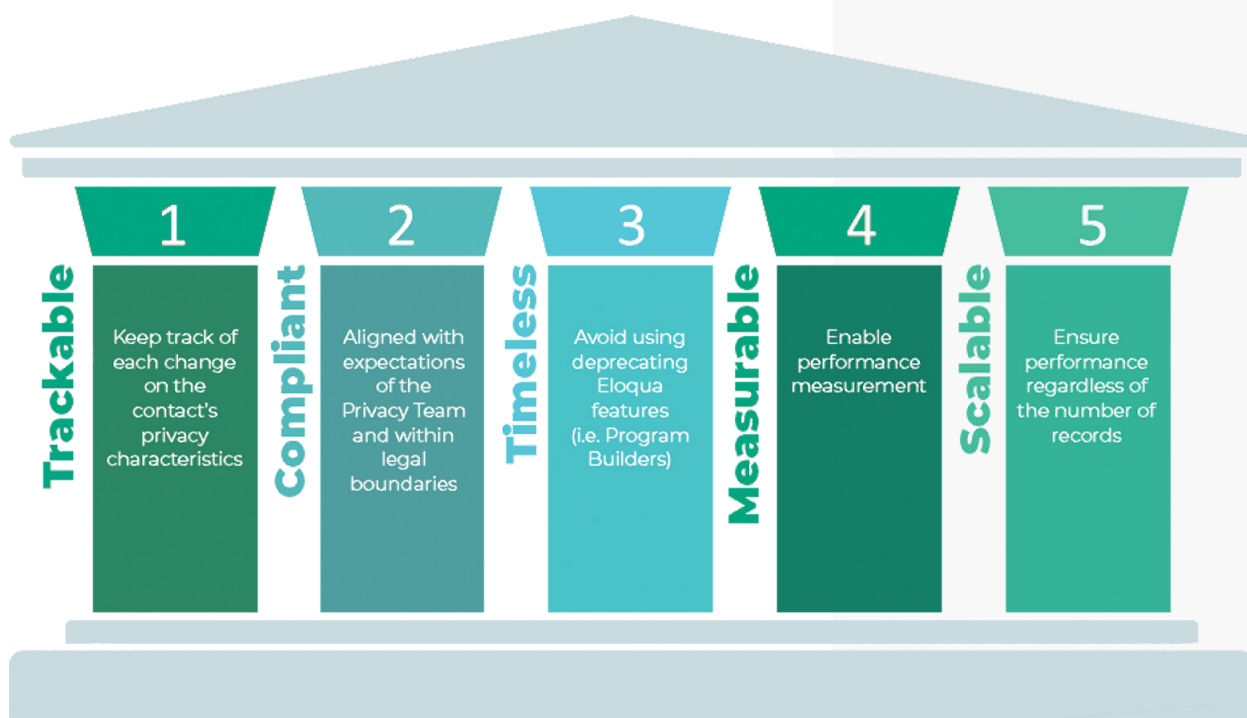 1
Trackable
Keep track of
each change
on the
contact's
privacy
characteristics
2
Compliant
Aligned with
expectations
of the
Privacy Team
and within
legal
boundaries
3
Timeless
Avoid using
deprecating
Eloqua
features
(i.e. Program
Builders)
4
Measurable
Enable
performance
measurement
5
Scalable
Ensure
performance
regardless of
the number of
records